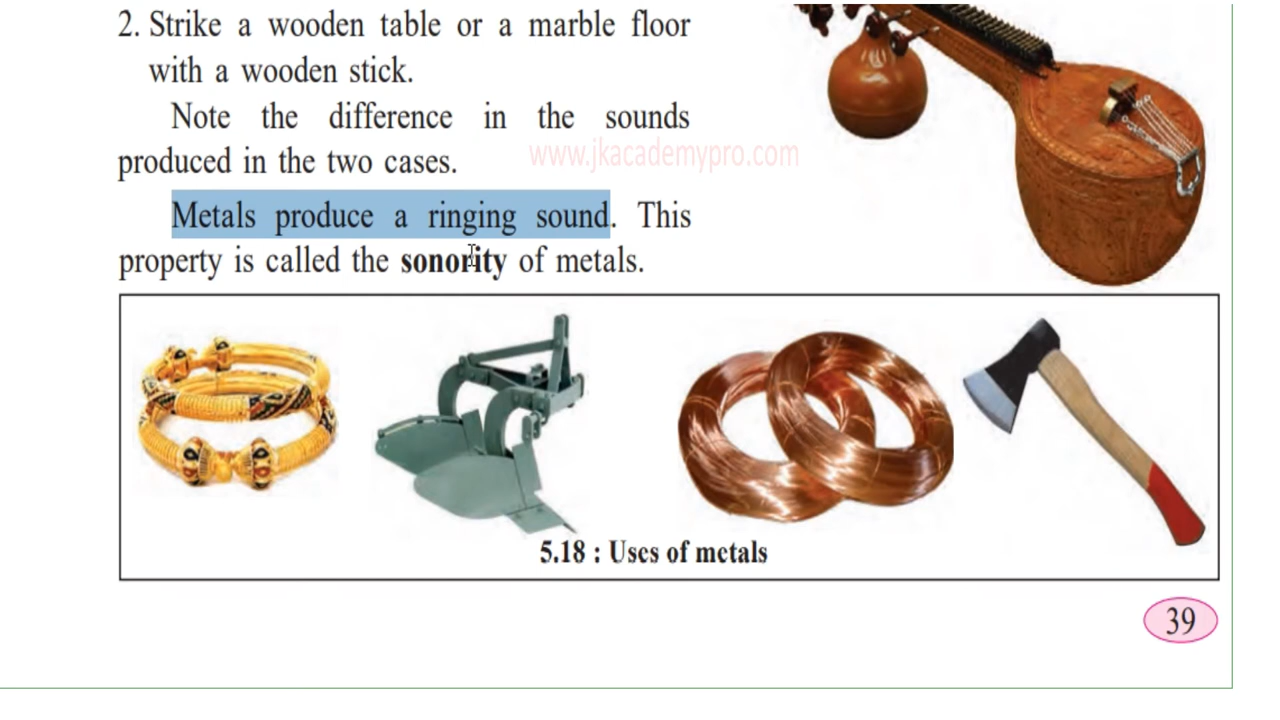 2. Strike a wooden table or a marble floor
with a wooden stick.
Note the difference in the sounds
produced in the two cases.
www.jkacademypro.com
Metals produce a ringing sound. This
property is called the sonority of metals.
5.18 : Uses of metals
39